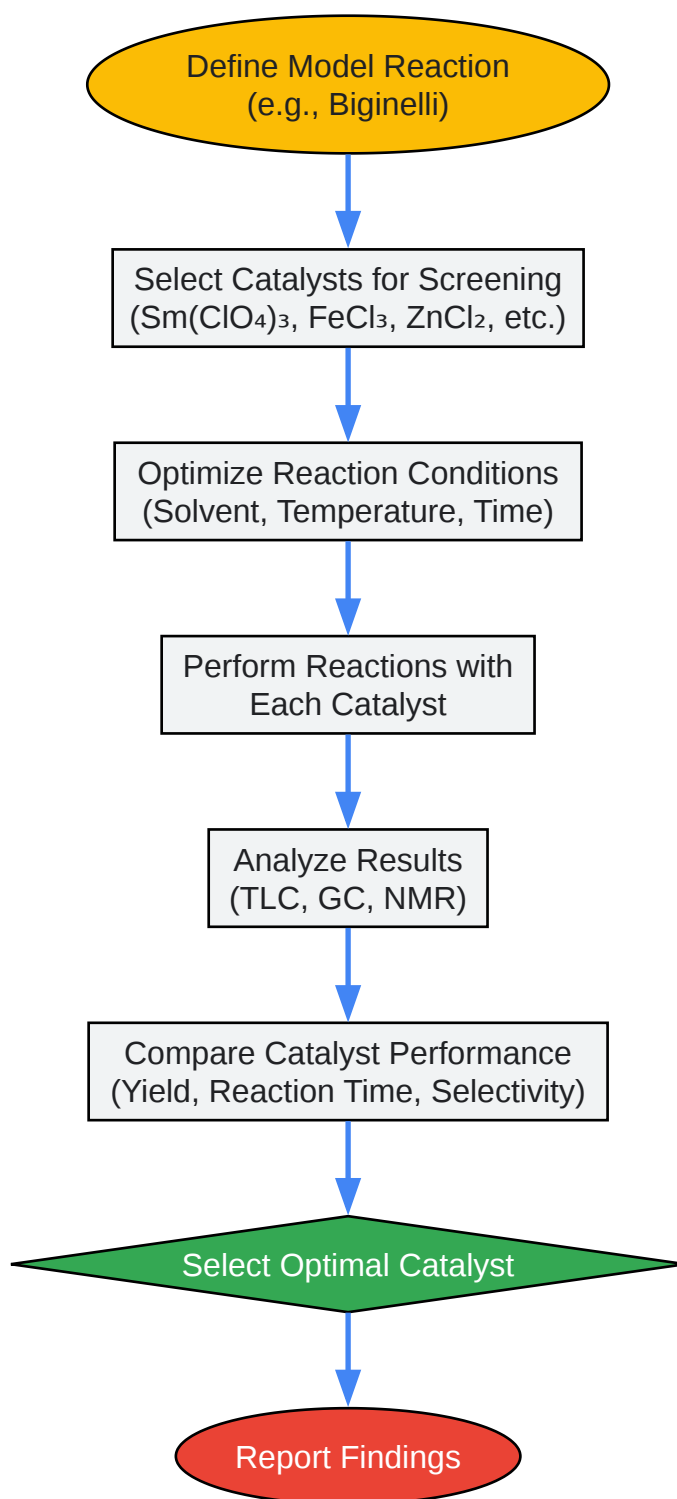 Define Model Reaction
(e.g., Biginelli)
Select Catalysts for Screening
(Sm(ClO₄)₃, FeCl₃, ZnCl₂, etc.)
Optimize Reaction Conditions
(Solvent, Temperature, Time)
Perform Reactions with
Each Catalyst
Analyze Results
(TLC, GC, NMR)
Compare Catalyst Performance
(Yield, Reaction Time, Selectivity)
Select Optimal Catalyst
Report Findings